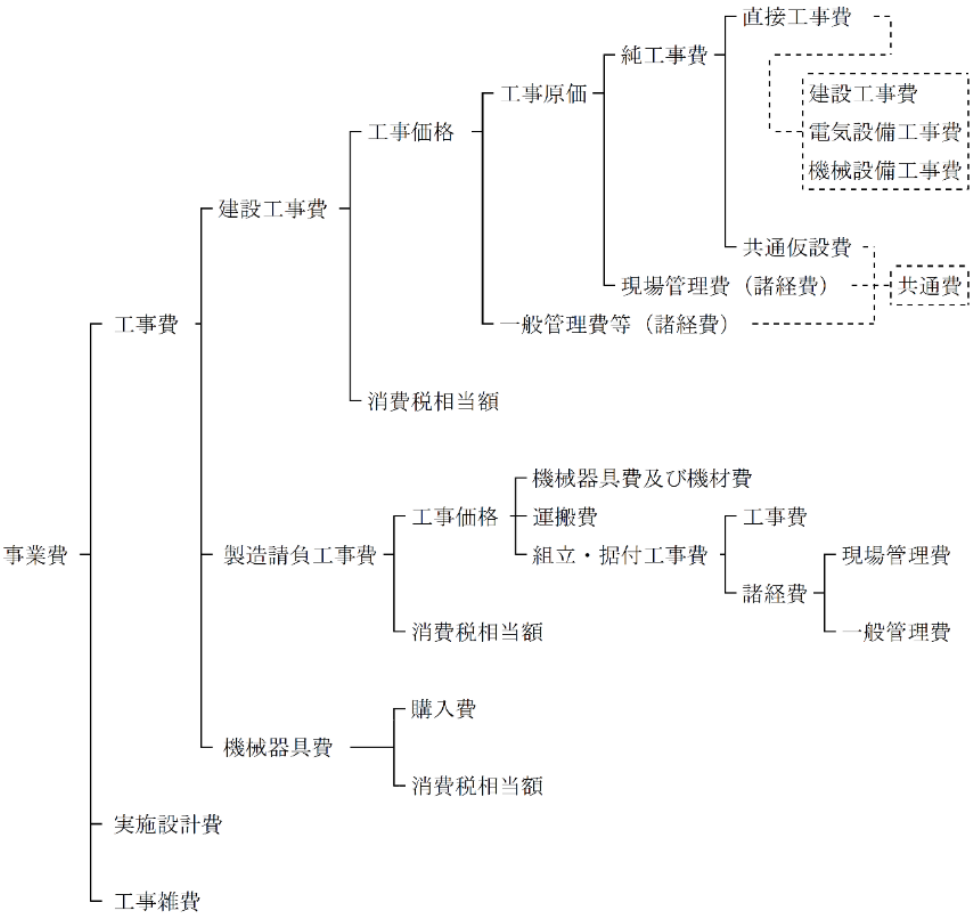 直接工事費
純工事費
建設工事費
工事原価
電気設備工事費
工事価格
機械設備工事費
建設工事費
共通仮設費
現場管理費（諸経費）
共通費
工事費
一般管理費等（諸経費）
消費税相当額
機械器具費及び機材費
工事価格
運搬費
工事費
事業費
製造請負工事費
組立・据付工事費
現場管理費
諸経費
消費税相当額
一般管理費
購入費
機械器具費
消費税相当額
実施設計費
工事雑費